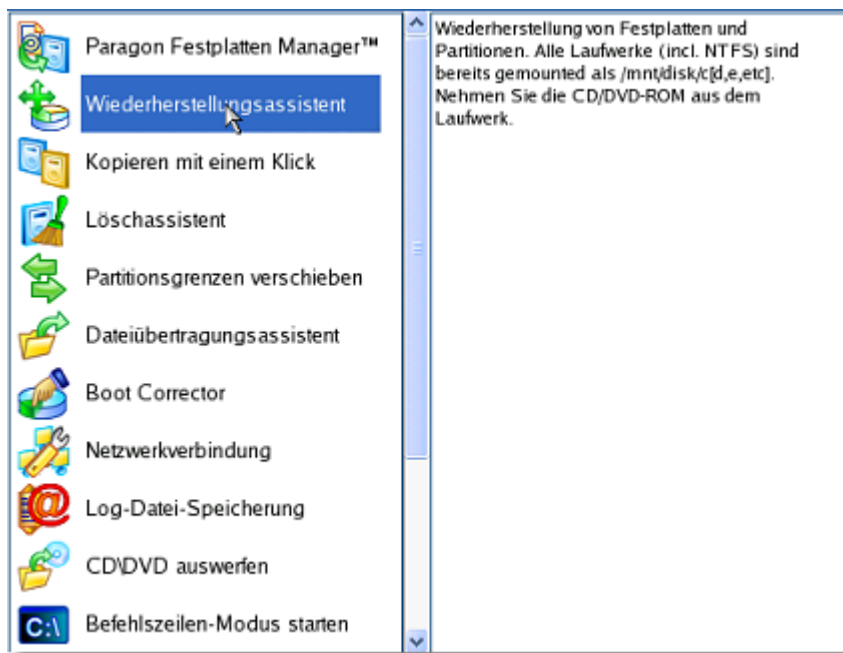 Paragon Festplatten Manager™
Wiederherstellungsassistent
Kopieren mit einem Klick
Löschassistent
Partitionsgrenzen verschieben
Dateiübertragungsassistent
Boot Corrector
Netzwerkverbindung
Log-Datei-Speicherung
CD\DVD auswerfen
C:\ Befehlszeilen-Modus starten
Wiederherstellung von Festplatten und
Partitionen. Alle Laufwerke (incl. NTFS) sind
bereits gemounted als /mnt/disk/c[d,e,etc].
Nehmen Sie die CD/DVD-ROM aus dem
Laufwerk.